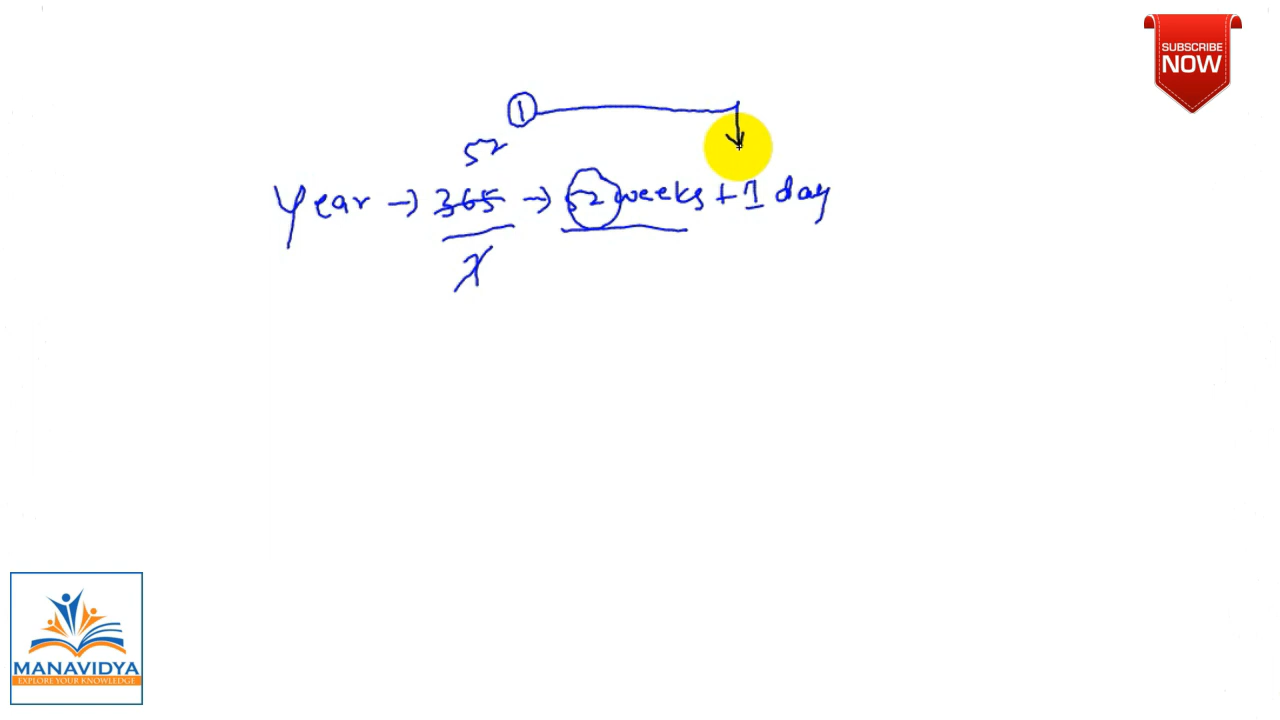 SUBSCRIBE
NOW
①
52
Year → 365 → 52 weeks + 1 day
7
MANAVIDYA
EXPLORE YOUR KNOWLEDGE